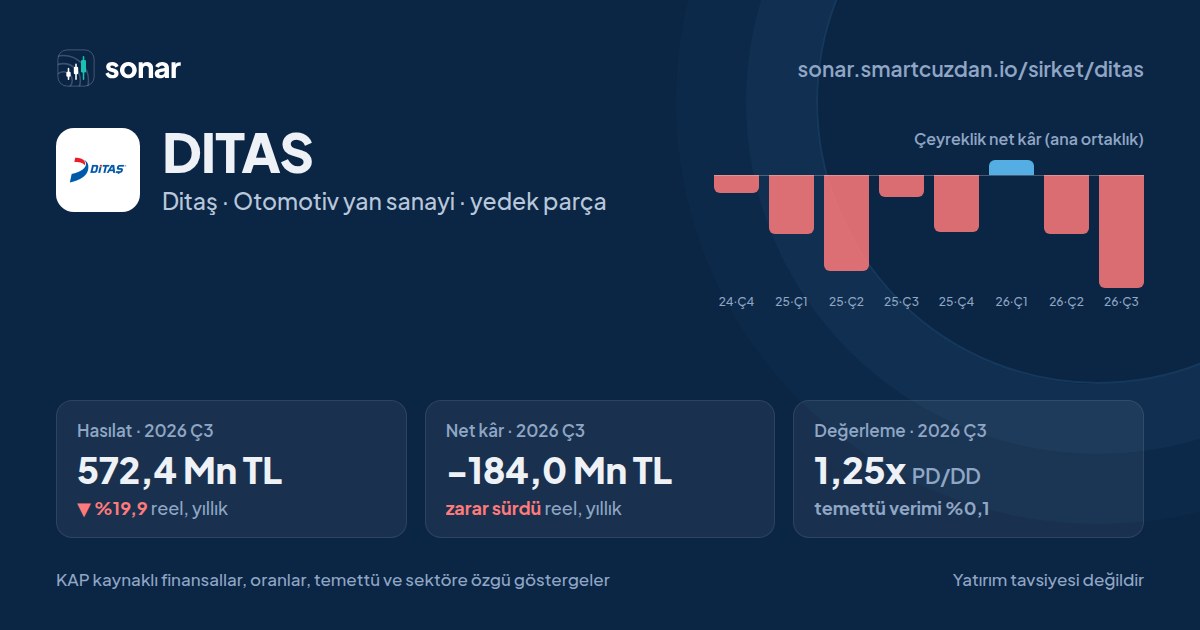 sonar
sonar.smartcuzdan.io/sirket/ditas
DİTAŞ
DITAS
Ditaş · Otomotiv yan sanayi · yedek parça
Çeyreklik net kâr (ana ortaklık)
24·Ç4 25·Ç1 25·Ç2 25·Ç3 25·Ç4 26·Ç1 26·Ç2 26·Ç3
Hasılat · 2026 Ç3
572,4 Mn TL
▼ %19,9 reel, yıllık
Net kâr · 2026 Ç3
−184,0 Mn TL
zarar sürdü reel, yıllık
Değerleme · 2026 Ç3
1,25x PD/DD
temettü verimi %0,1
KAP kaynaklı finansallar, oranlar, temettü ve sektöre özgü göstergeler
Yatırım tavsiyesi değildir